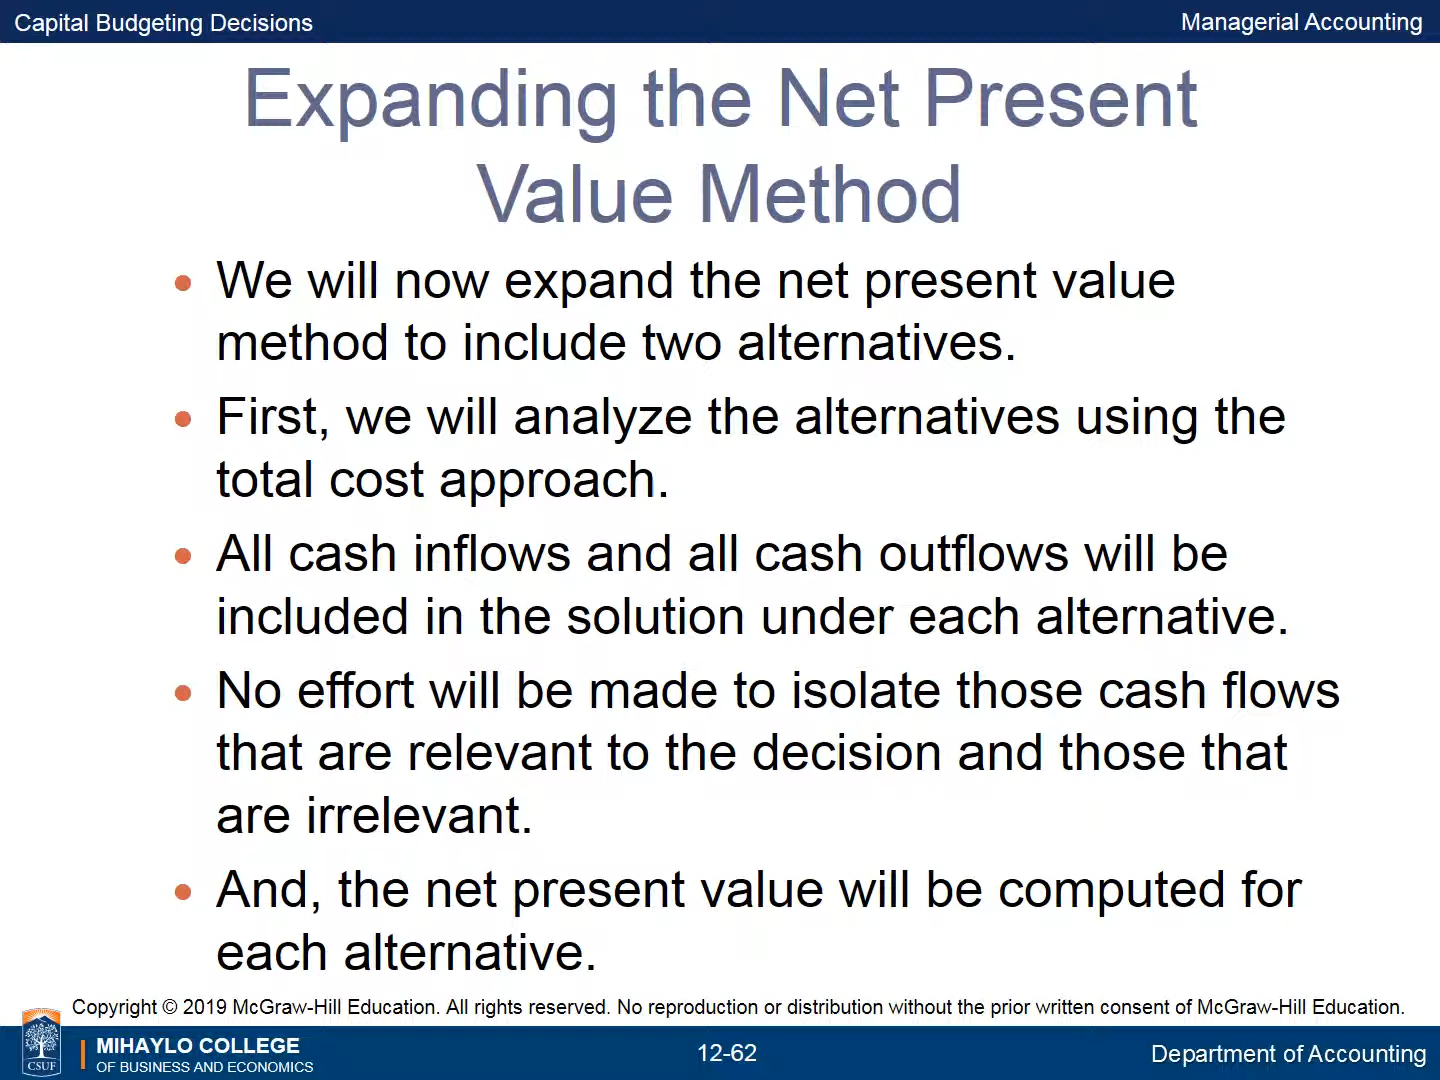 Capital Budgeting Decisions
Managerial Accounting
Expanding the Net Present
Value Method
• We will now expand the net present value
method to include two alternatives.
• First, we will analyze the alternatives using the
total cost approach.
• All cash inflows and all cash outflows will be
included in the solution under each alternative.
• No effort will be made to isolate those cash flows
that are relevant to the decision and those that
are irrelevant.
• And, the net present value will be computed for
each alternative.
Copyright © 2019 McGraw-Hill Education. All rights reserved. No reproduction or distribution without the prior written consent of McGraw-Hill Education.
CSUF
MIHAYLO COLLEGE
OF BUSINESS AND ECONOMICS
12-62
Department of Accounting